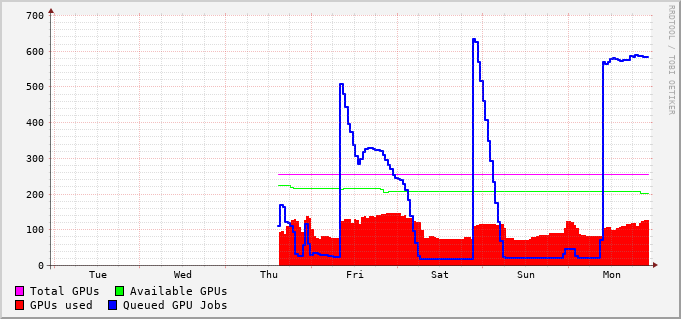 700
600
500
400
300
200
100
0
Tue Wed Thu Fri Sat Sun Mon
Total GPUs Available GPUs
GPUs used Queued GPU Jobs
RRDTOOL / TOBI OETIKER